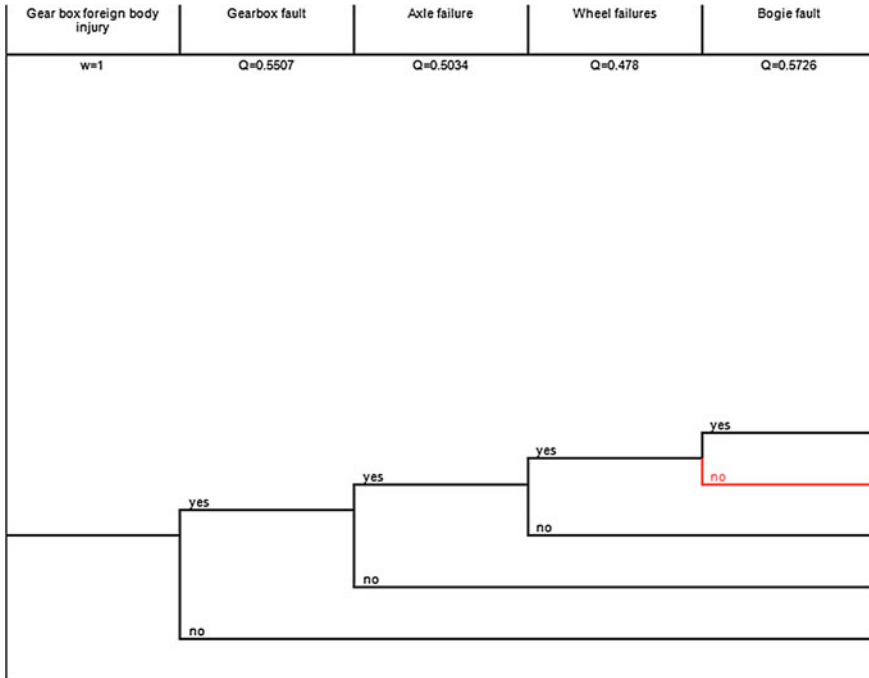 Gear box foreign body
injury
Gearbox fault
Axle failure
Wheel failures
Bogie fault
w=1
Q=0.5507
Q=0.5034
Q=0.478
Q=0.5726
yes
yes
no
yes
yes
no
no
no